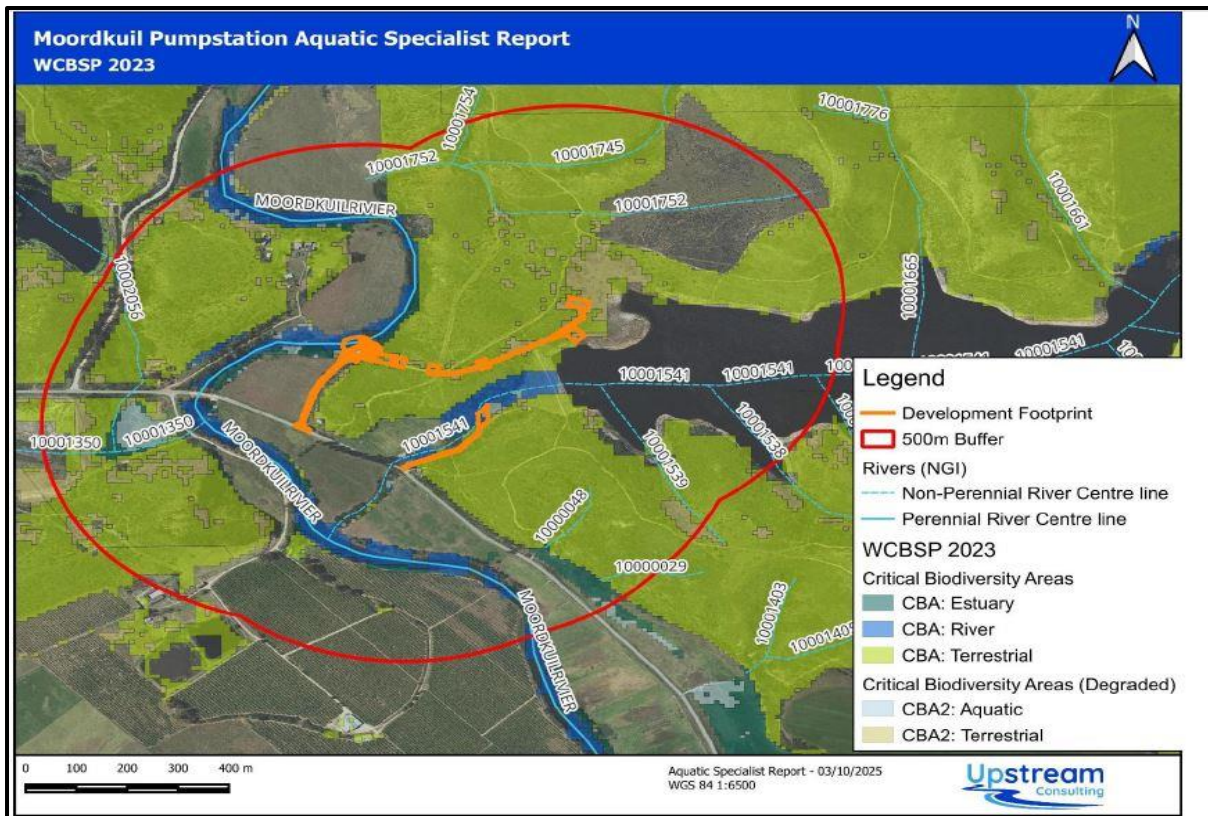 Moordkuil Pumpstation Aquatic Specialist Report
WCBSP 2023
N
10001754
10001752
10001745
10001776
MOORDKUILRIVIER
10001752
10001661
10002056
10001665
10001541
10001541
10001541
10001350
10001350
10001541
10001539
10001538
MOORDKUILRIVIER
10000048
10000029
10001403
MOORDKUILRIVIER
Legend
Development Footprint
500m Buffer
Rivers (NGI)
Non-Perennial River Centre line
Perennial River Centre line
WCBSP 2023
Critical Biodiversity Areas
CBA: Estuary
CBA: River
CBA: Terrestrial
Critical Biodiversity Areas (Degraded)
CBA2: Aquatic
CBA2: Terrestrial
0 100 200 300 400 m
Aquatic Specialist Report - 03/10/2025
WGS 84 1:6500
Upstream
Consulting